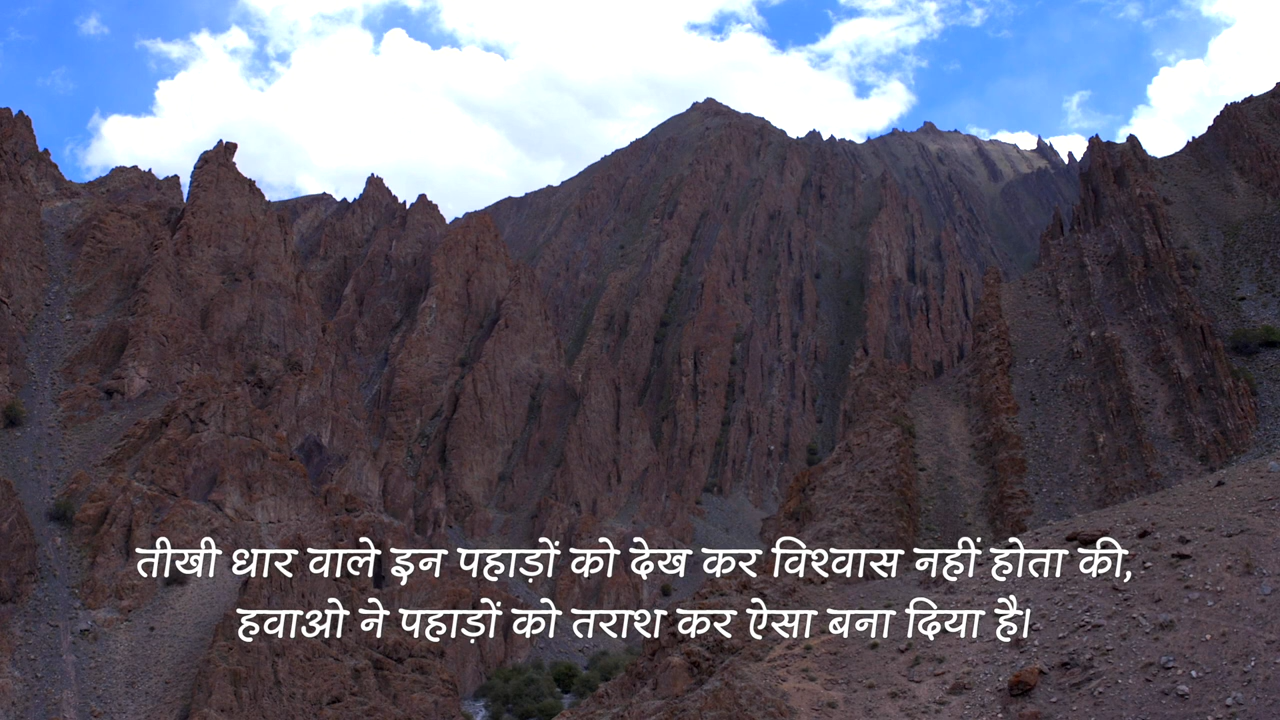 तीखी धार वाले इन पहाड़ों को देख कर विश्वास नहीं होता की,
हवाओ ने पहाड़ों को तराश कर ऐसा बना दिया है।